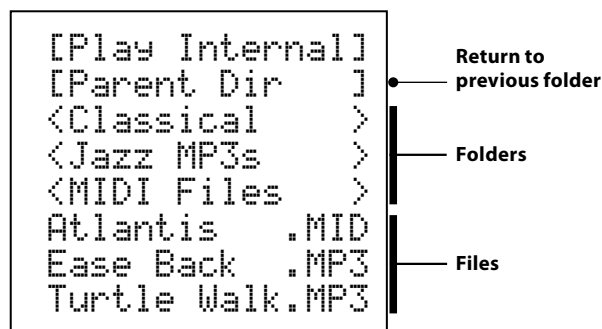 [Play Internal]
[Parent Dir ]
<Classical >
<Jazz MP3s >
<MIDI Files >
Atlantis .MID
Ease Back .MP3
Turtle Walk.MP3
Return to
previous folder
Folders
Files